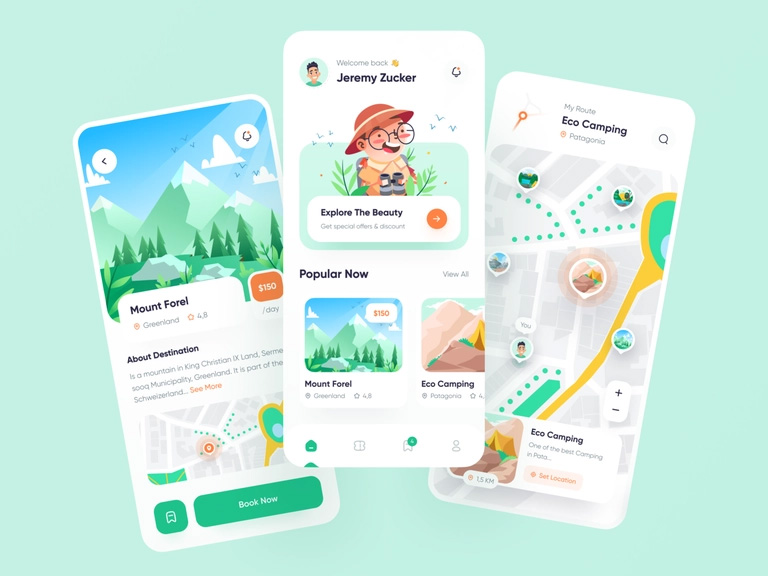 $150
Mount Forel
Greenland
4,8
/day
About Destination
Is a mountain in King Christian IX Land, Serme
sooq Municipality, Greenland. It is part of the
Schweizerland... See More
Book Now
Welcome back
Jeremy Zucker
Explore The Beauty
Get special offers & discount
Popular Now
View All
$150
Mount Forel
Greenland
4,8
Eco Camping
Patagonia
4,
4
My Route
Eco Camping
Patagonia
You
+
−
Eco Camping
One of the best Camping
in Pata...
Set Location
1,5 KM